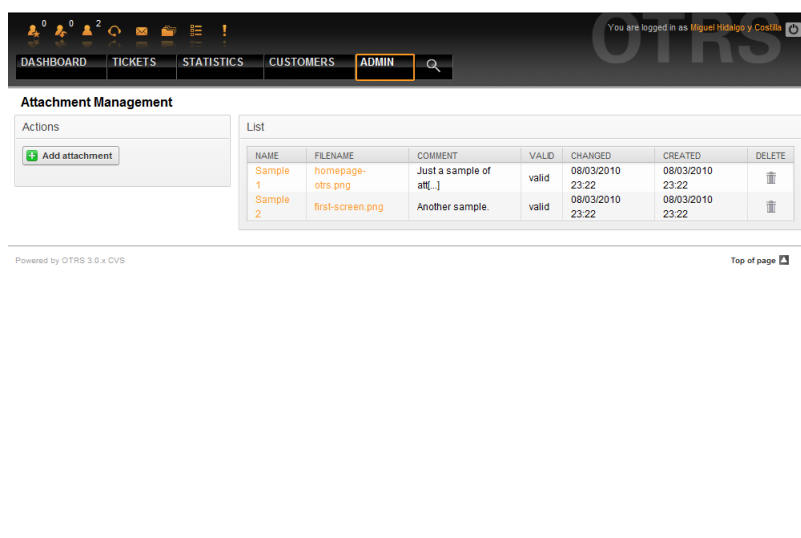 0 0 2
OTRS
You are logged in as Miguel Hidalgo y Costilla
DASHBOARD TICKETS STATISTICS CUSTOMERS ADMIN
Attachment Management
Actions
Add attachment
List
NAME FILENAME COMMENT VALID CHANGED CREATED DELETE
Sample 1 homepage-otrs.png Just a sample of att[...] valid 08/03/2010 23:22 08/03/2010 23:22
Sample 2 first-screen.png Another sample. valid 08/03/2010 23:22 08/03/2010 23:22
Powered by OTRS 3.0.x CVS
Top of page